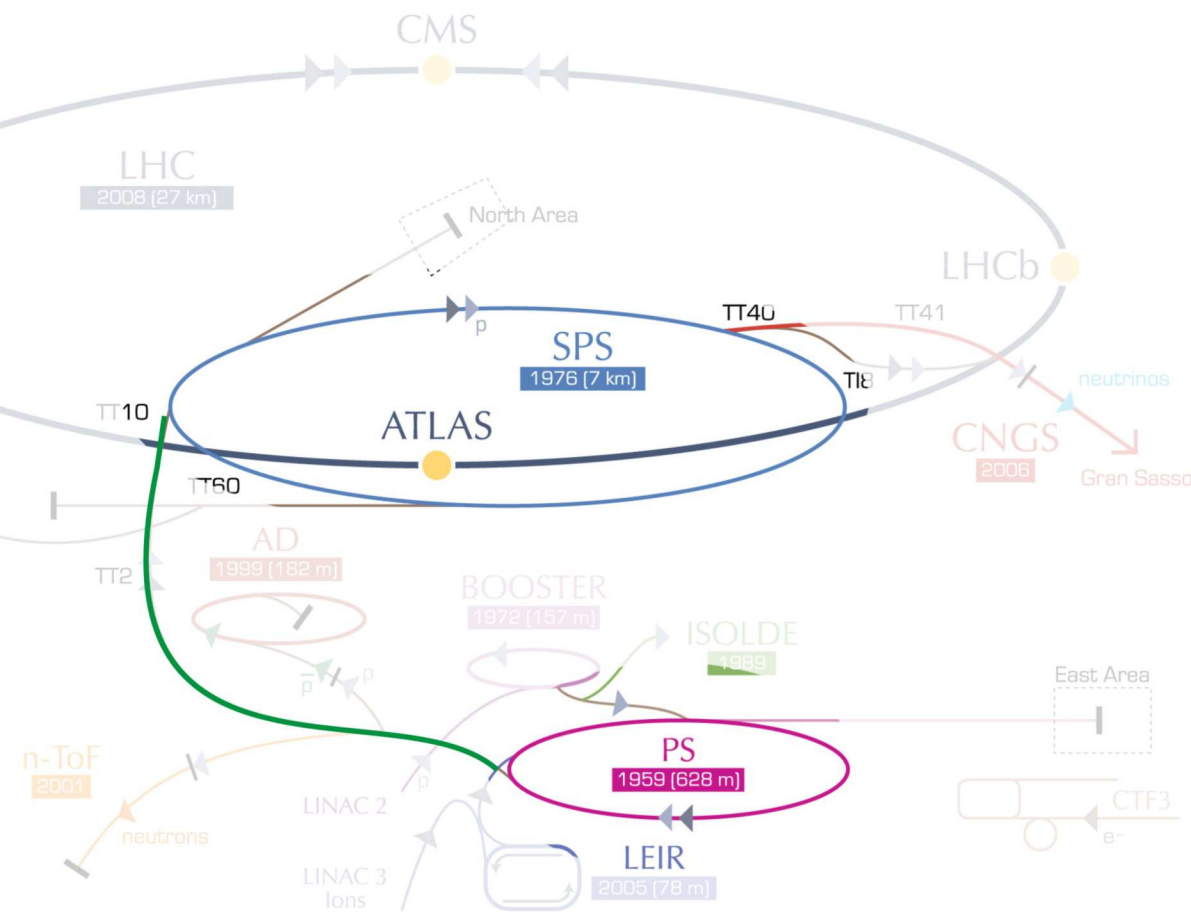 CMS
LHC
2008 (27 km)
North Area
LHCb
p
TT40
TT41
SPS
1976 (7 km)
TI8
neutrinos
TT10
ATLAS
CNGS
2006
Gran Sasso
TT60
AD
1999 (182 m)
TT2
BOOSTER
1972 (157 m)
ISOLDE
1989
p
p̅
East Area
n-ToF
2001
PS
1959 (628 m)
p
LINAC 2
CTF3
neutrons
e⁻
LEIR
2005 (78 m)
LINAC 3
Ions